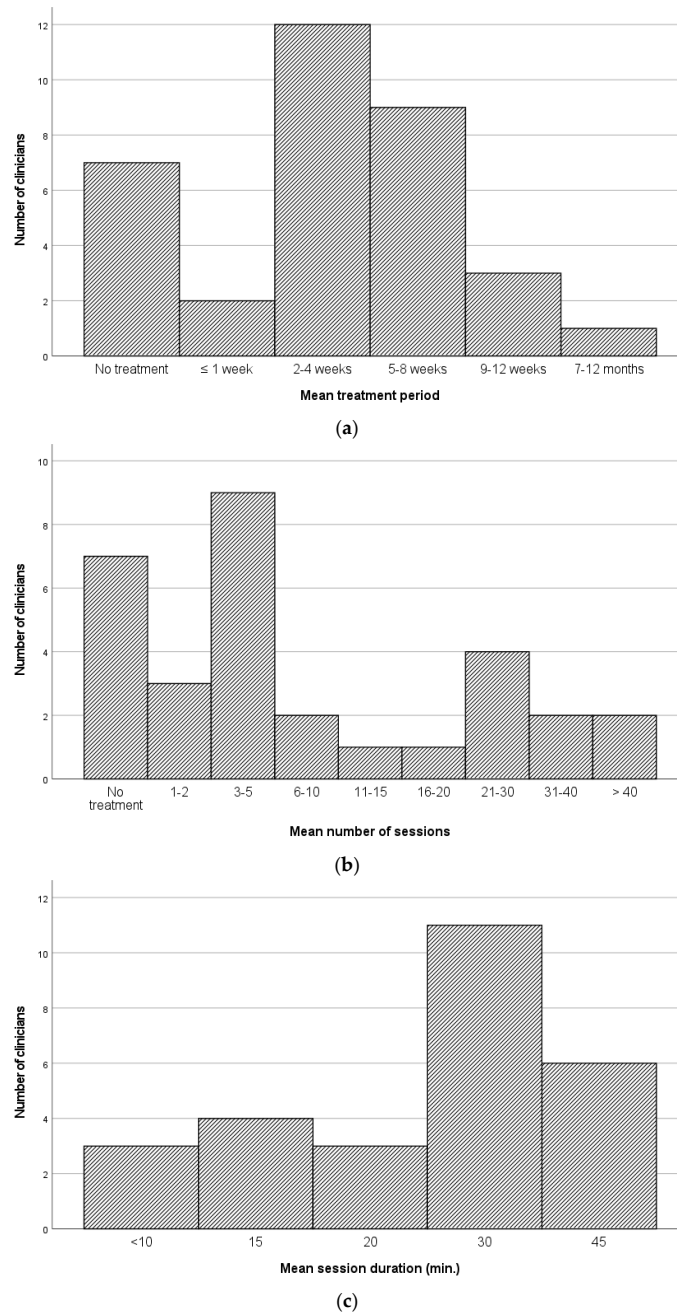 Number of clinicians
12
10
8
6
4
2
0
No treatment
≤ 1 week
2-4 weeks
5-8 weeks
9-12 weeks
7-12 months
Mean treatment period
(a)
Number of clinicians
10
8
6
4
2
0
No
treatment
1-2
3-5
6-10
11-15
16-20
21-30
31-40
> 40
Mean number of sessions
(b)
Number of clinicians
12
10
8
6
4
2
0
<10
15
20
30
45
Mean session duration (min.)
(c)